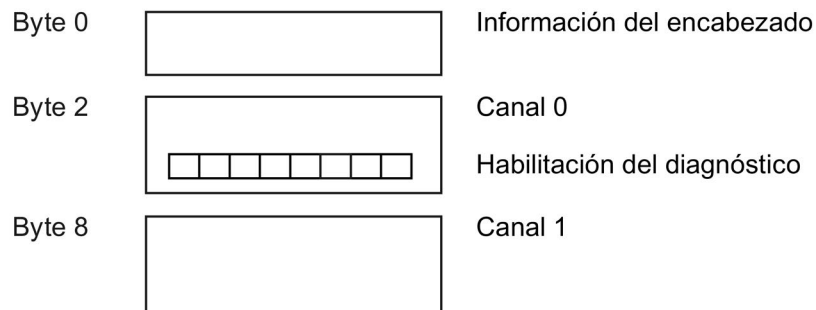 Byte 0 Información del encabezado
Byte 2 Canal 0
Habilitación del diagnóstico
Byte 8 Canal 1